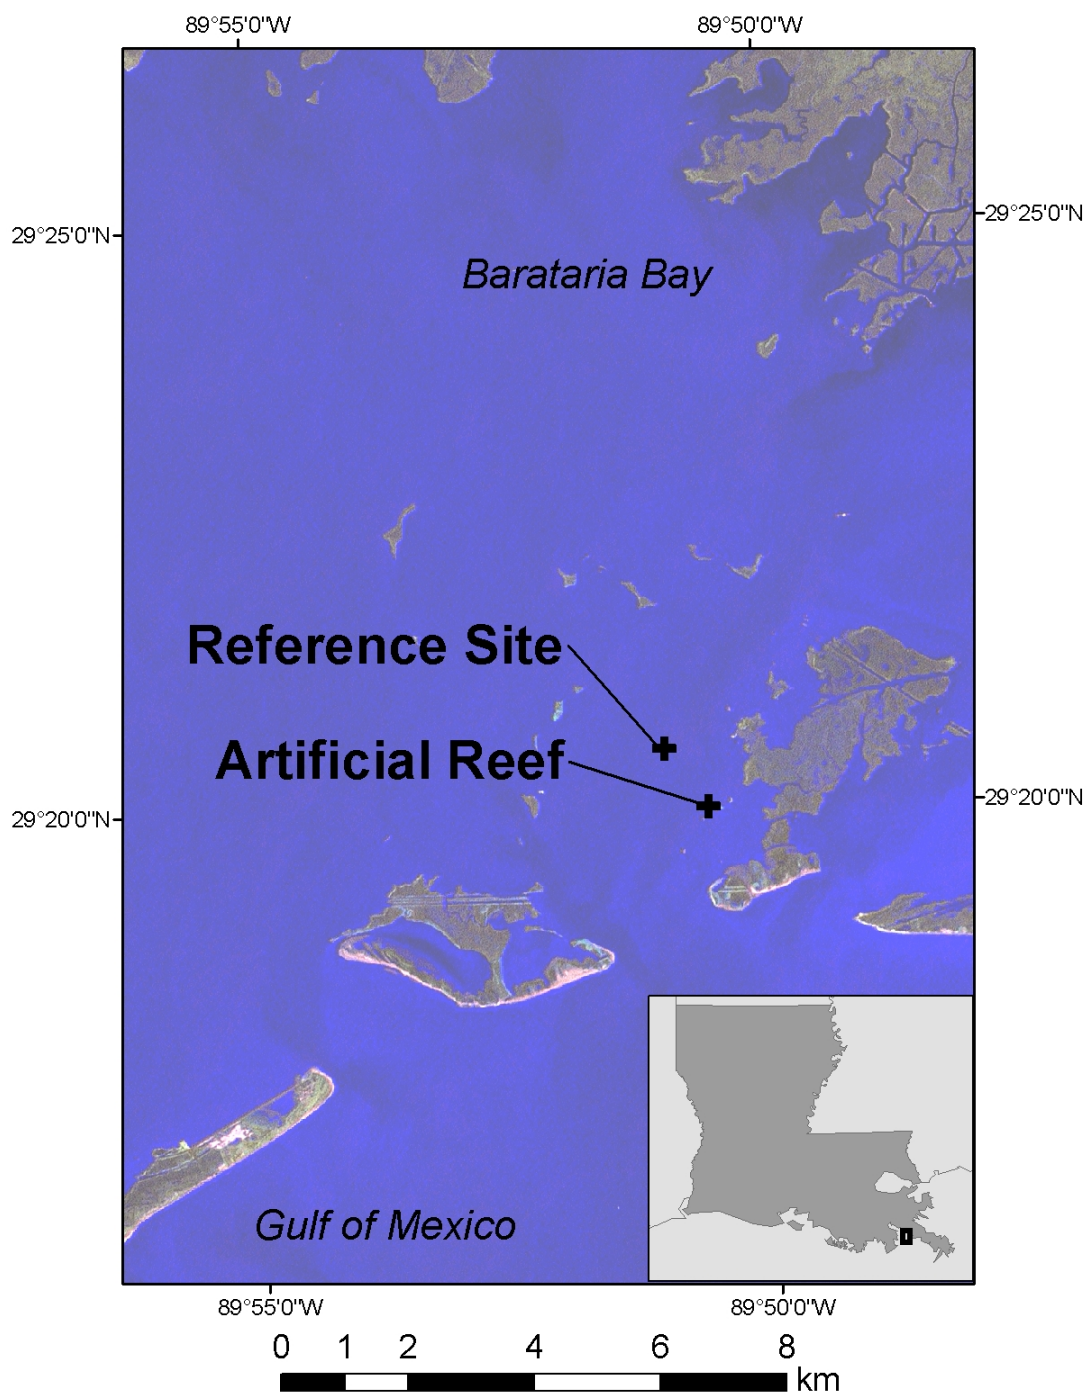 89°55'0"W 89°50'0"W
29°25'0"N 29°25'0"N
Barataria Bay
Reference Site
Artificial Reef
29°20'0"N 29°20'0"N
Gulf of Mexico
89°55'0"W 89°50'0"W
0 1 2 4 6 8
km